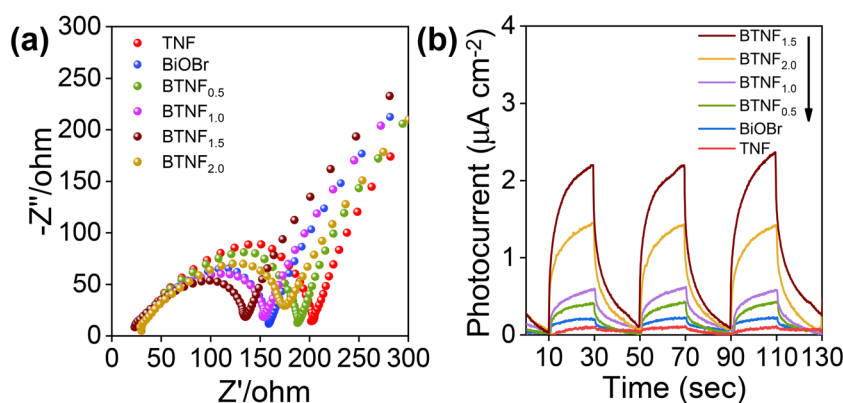 (a)
TNF
BiOBr
BTNF0.5
BTNF1.0
BTNF1.5
BTNF2.0
-Z"/ohm
300
250
200
150
100
50
0
0 50 100 150 200 250 300
Z'/ohm
(b)
BTNF1.5
BTNF2.0
BTNF1.0
BTNF0.5
BiOBr
TNF
Photocurrent (μA cm-2)
4
3
2
1
0
10 30 50 70 90 110 130
Time (sec)